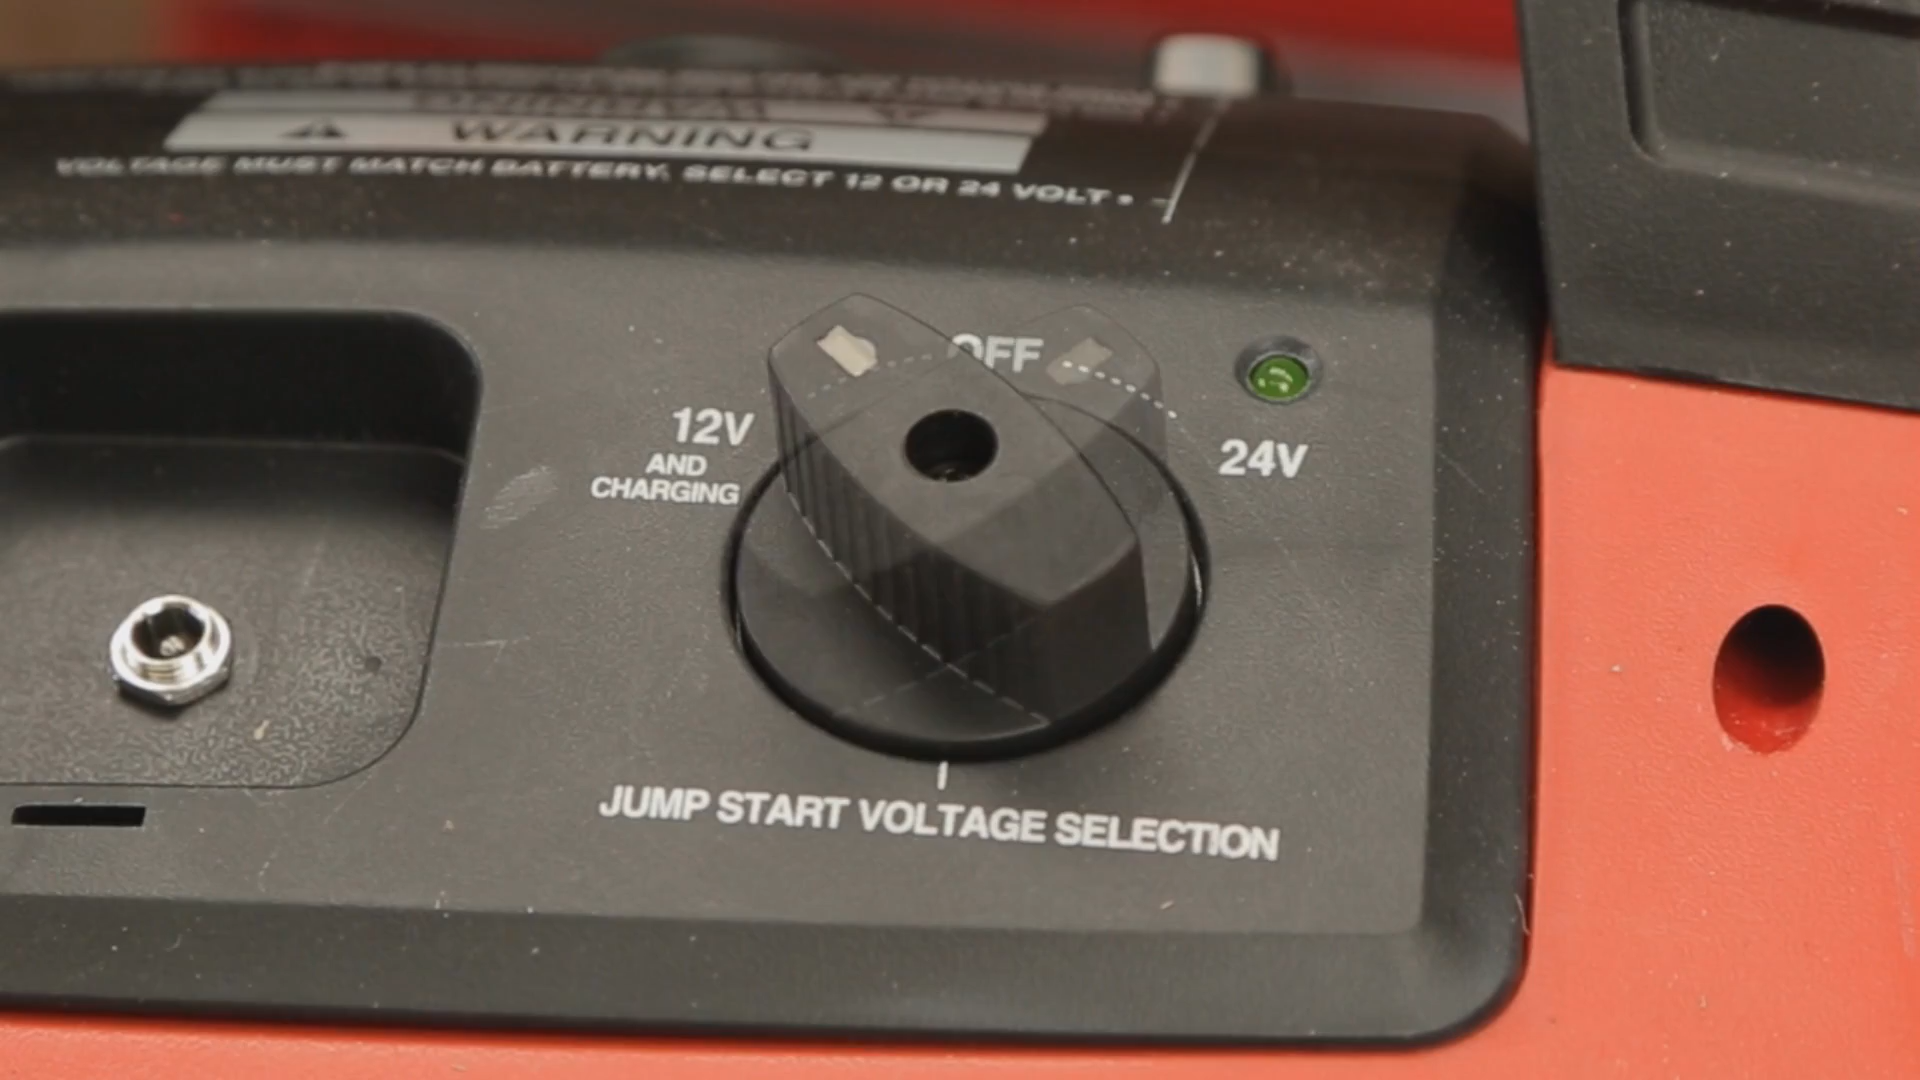 WARNING
VOLTAGE MUST MATCH BATTERY. SELECT 12 OR 24 VOLT •
OFF
12V
AND
CHARGING
24V
JUMP START VOLTAGE SELECTION